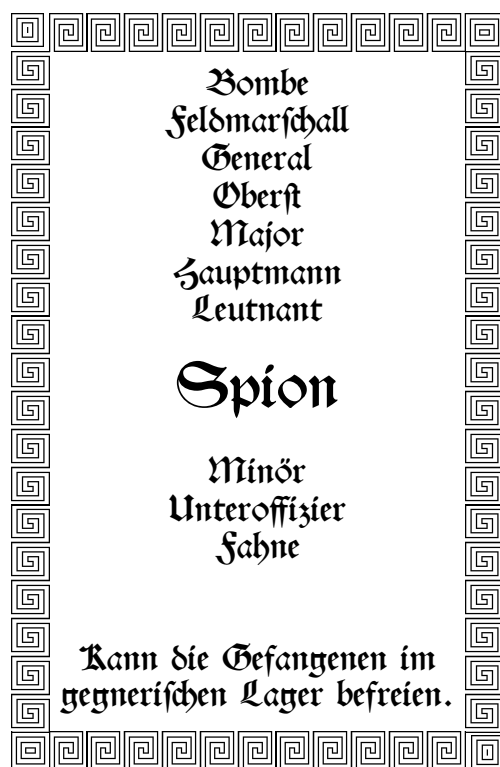 Bombe
Feldmarschall
General
Oberst
Major
Hauptmann
Leutnant
Spion
Minör
Unteroffizier
Fahne
Kann die Gefangenen im
gegnerischen Lager befreien.